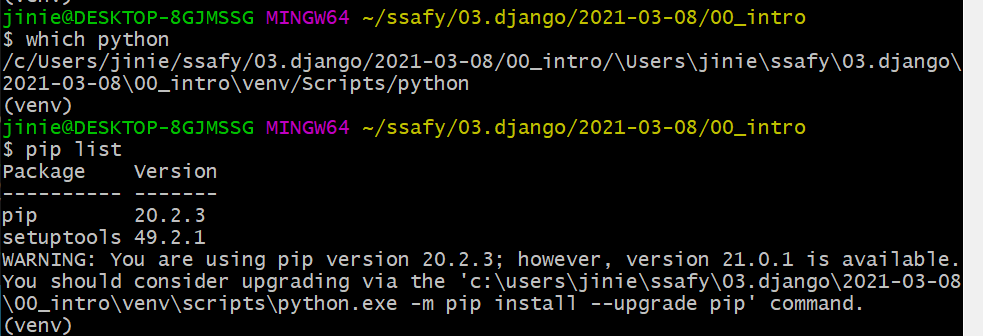 (venv)
jinie@DESKTOP-8GJMSSG MINGW64 ~/ssafy/03.django/2021-03-08/00_intro
$ which python
/c/Users/jinie/ssafy/03.django/2021-03-08/00_intro/\Users\jinie\ssafy\03.django\
2021-03-08\00_intro\venv/Scripts/python
(venv)
jinie@DESKTOP-8GJMSSG MINGW64 ~/ssafy/03.django/2021-03-08/00_intro
$ pip list
Package    Version
---------- -------
pip        20.2.3
setuptools 49.2.1
WARNING: You are using pip version 20.2.3; however, version 21.0.1 is available.
You should consider upgrading via the 'c:\users\jinie\ssafy\03.django\2021-03-08
\00_intro\venv\scripts\python.exe -m pip install --upgrade pip' command.
(venv)